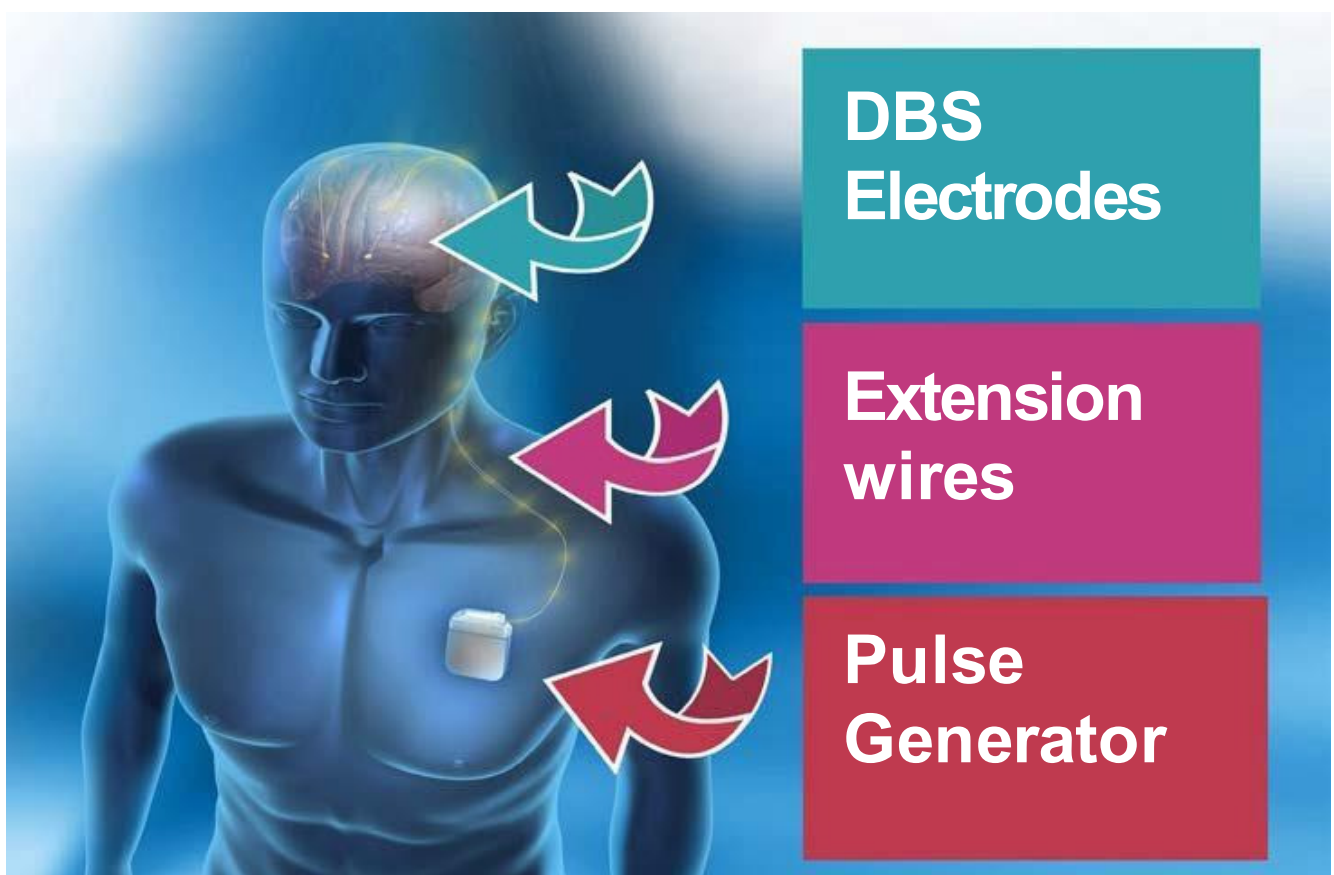 DBS
Electrodes
Extension
wires
Pulse
Generator